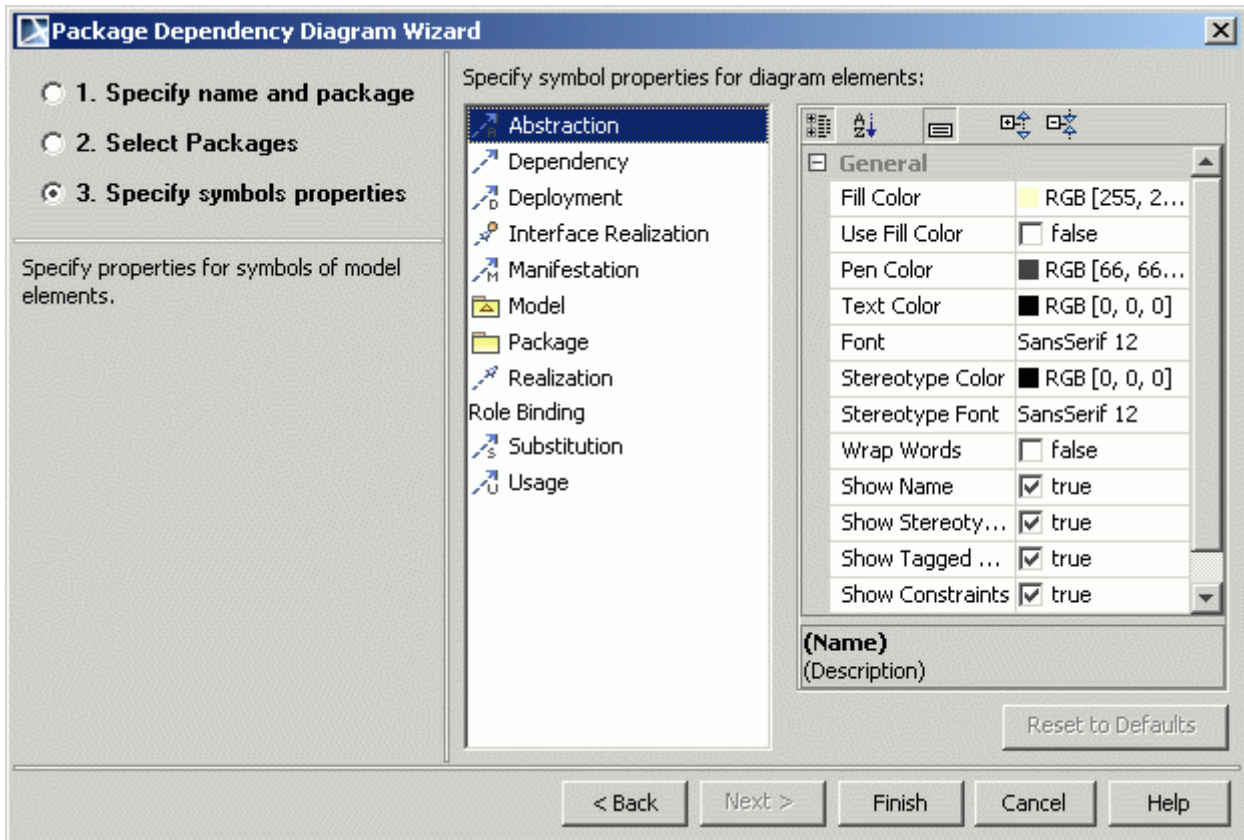 Package Dependency Diagram Wizard
1. Specify name and package
2. Select Packages
3. Specify symbols properties
Specify properties for symbols of model
elements.
Specify symbol properties for diagram elements:
Abstraction
Dependency
Deployment
Interface Realization
Manifestation
Model
Package
Realization
Role Binding
Substitution
Usage
General
Fill Color RGB [255, 2...
Use Fill Color false
Pen Color RGB [66, 66...
Text Color RGB [0, 0, 0]
Font SansSerif 12
Stereotype Color RGB [0, 0, 0]
Stereotype Font SansSerif 12
Wrap Words false
Show Name true
Show Stereoty... true
Show Tagged ... true
Show Constraints true
(Name)
(Description)
Reset to Defaults
< Back Next > Finish Cancel Help